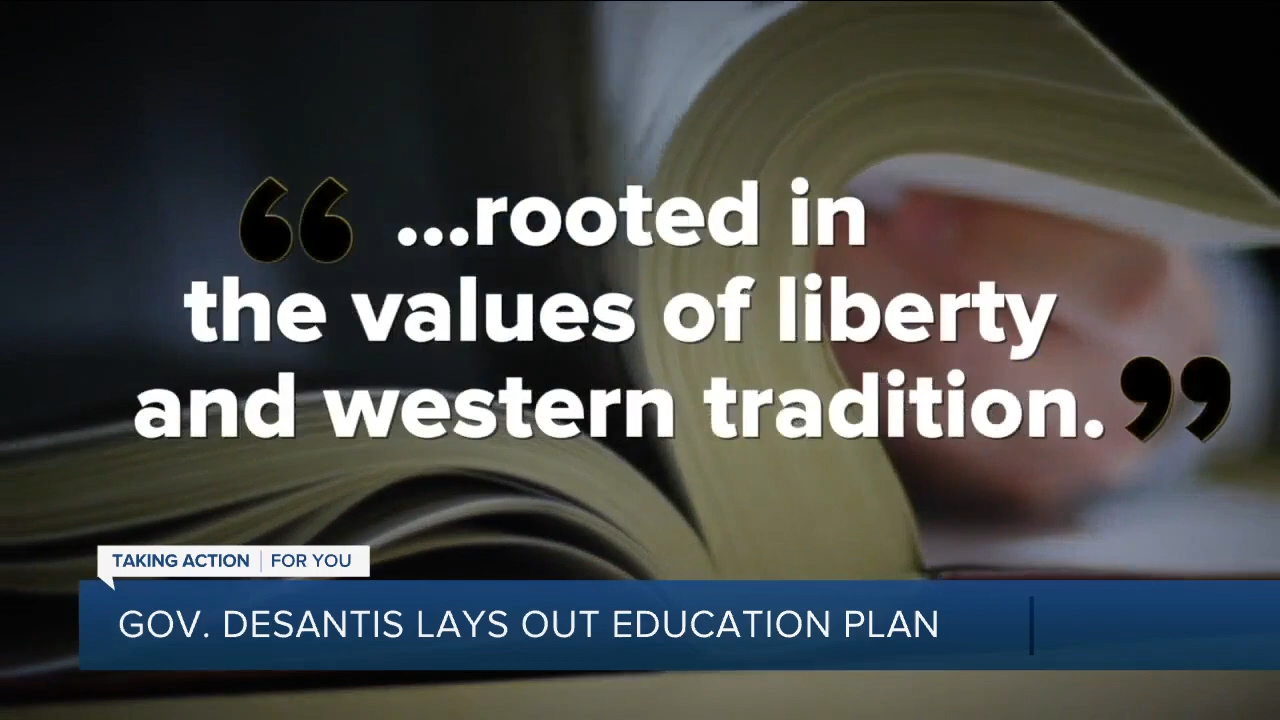 “ ...rooted in
the values of liberty
and western tradition. ”
TAKING ACTION | FOR YOU
GOV. DESANTIS LAYS OUT EDUCATION PLAN